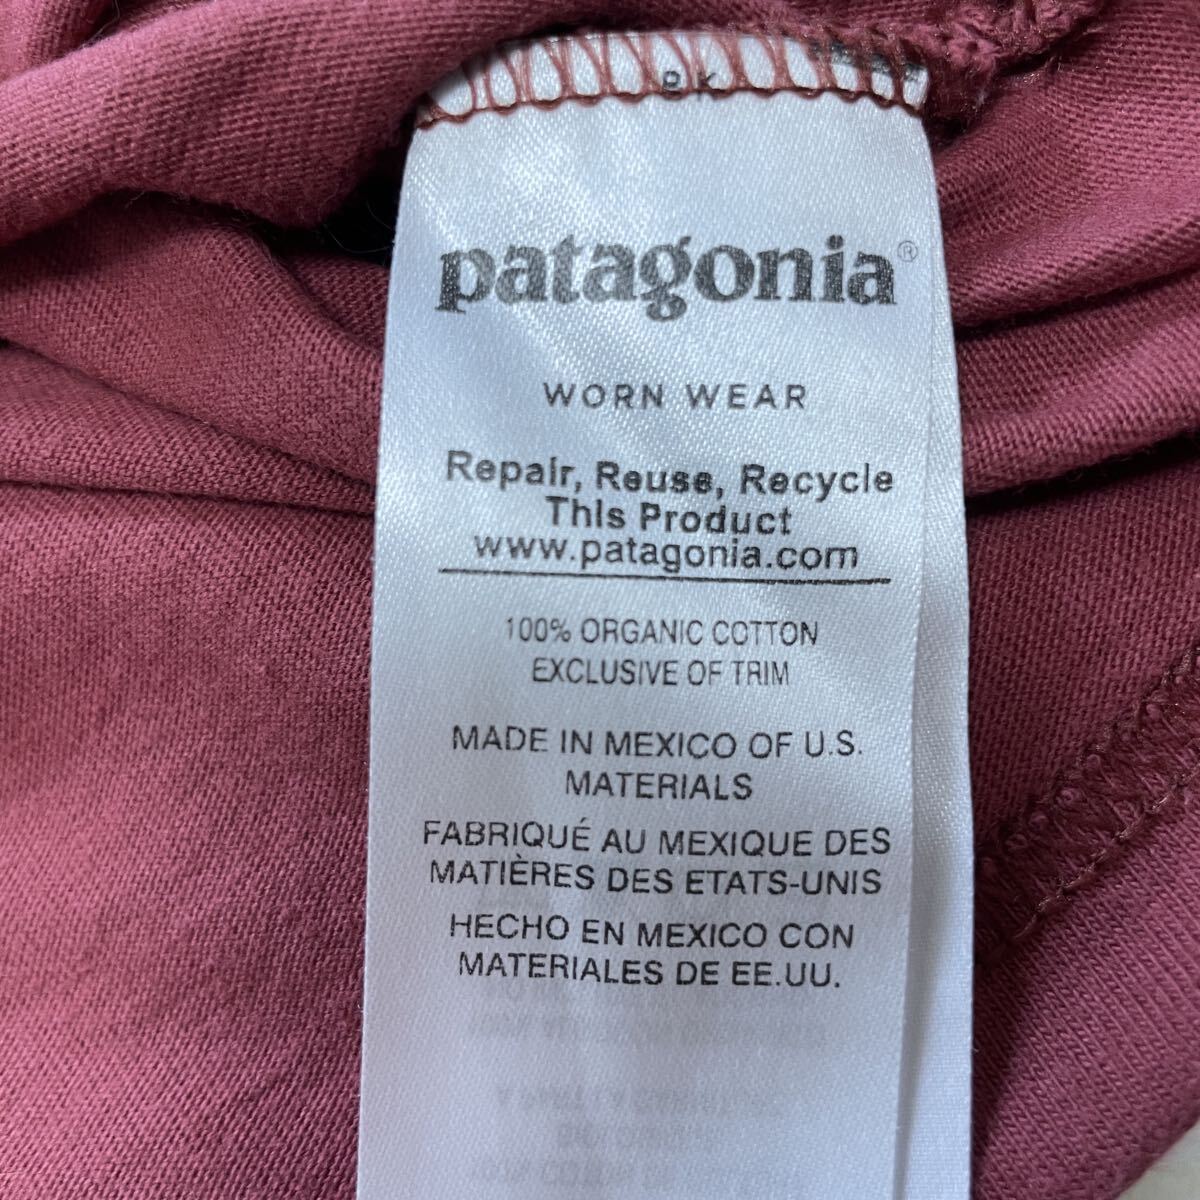 patagonia®
WORN WEAR
Repair, Reuse, Recycle
This Product
www.patagonia.com
100% ORGANIC COTTON
EXCLUSIVE OF TRIM
MADE IN MEXICO OF U.S.
MATERIALS
FABRIQUÉ AU MEXIQUE DES
MATIÈRES DES ETATS-UNIS
HECHO EN MEXICO CON
MATERIALES DE EE.UU.